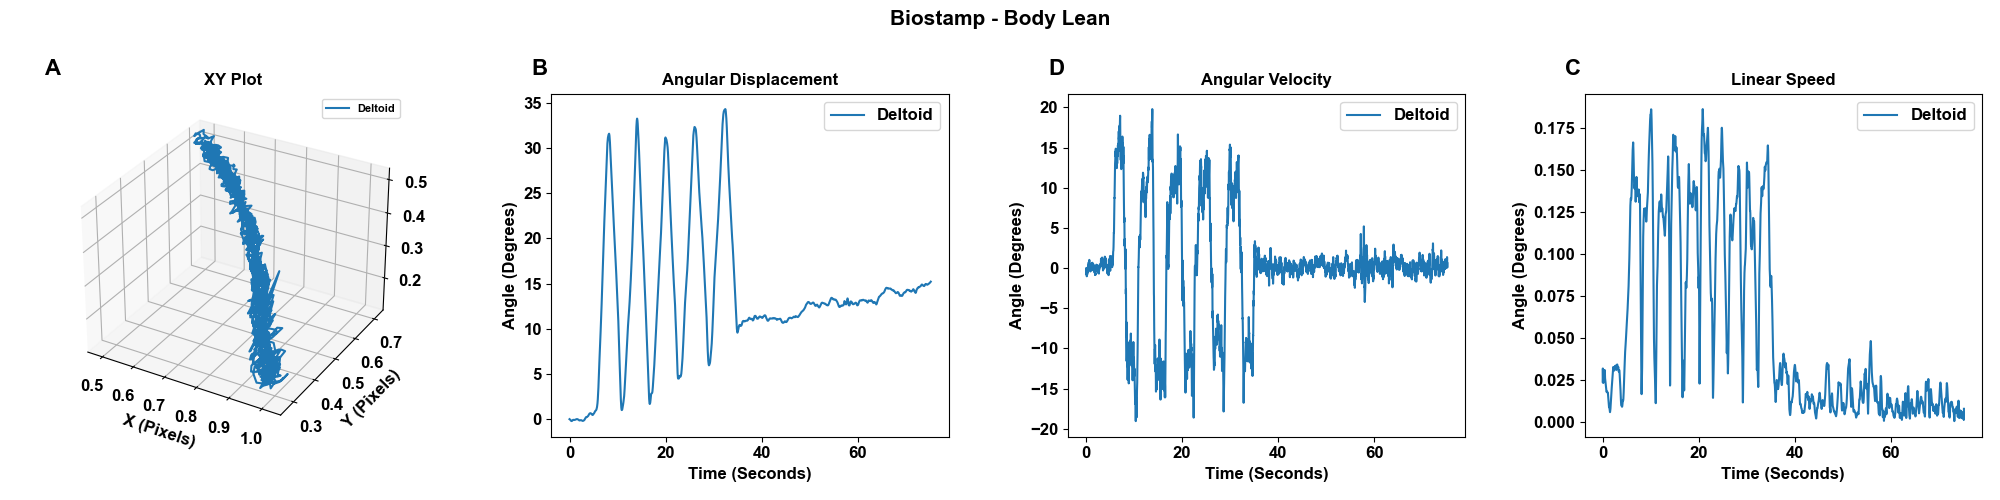 Biostamp - Body Lean
A
XY Plot
Deltoid
0.5
0.4
0.3
0.2
0.5 0.6 0.7 0.8 0.9 1.0
X (Pixels)
0.3 0.4 0.5 0.6 0.7
Y (Pixels)
B
Angular Displacement
Deltoid
35
30
25
20
15
10
5
0
Angle (Degrees)
0 20 40 60
Time (Seconds)
D
Angular Velocity
Deltoid
20
15
10
5
0
−5
−10
−15
−20
Angle (Degrees)
0 20 40 60
Time (Seconds)
C
Linear Speed
Deltoid
0.175
0.150
0.125
0.100
0.075
0.050
0.025
0.000
Angle (Degrees)
0 20 40 60
Time (Seconds)